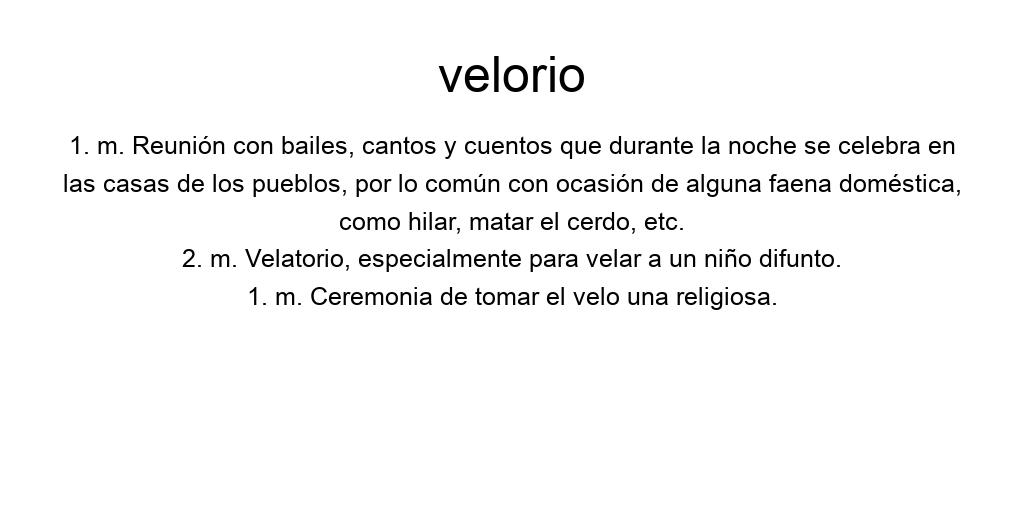 velorio
1. m. Reunión con bailes, cantos y cuentos que durante la noche se celebra en
las casas de los pueblos, por lo común con ocasión de alguna faena doméstica,
como hilar, matar el cerdo, etc.
2. m. Velatorio, especialmente para velar a un niño difunto.
1. m. Ceremonia de tomar el velo una religiosa.